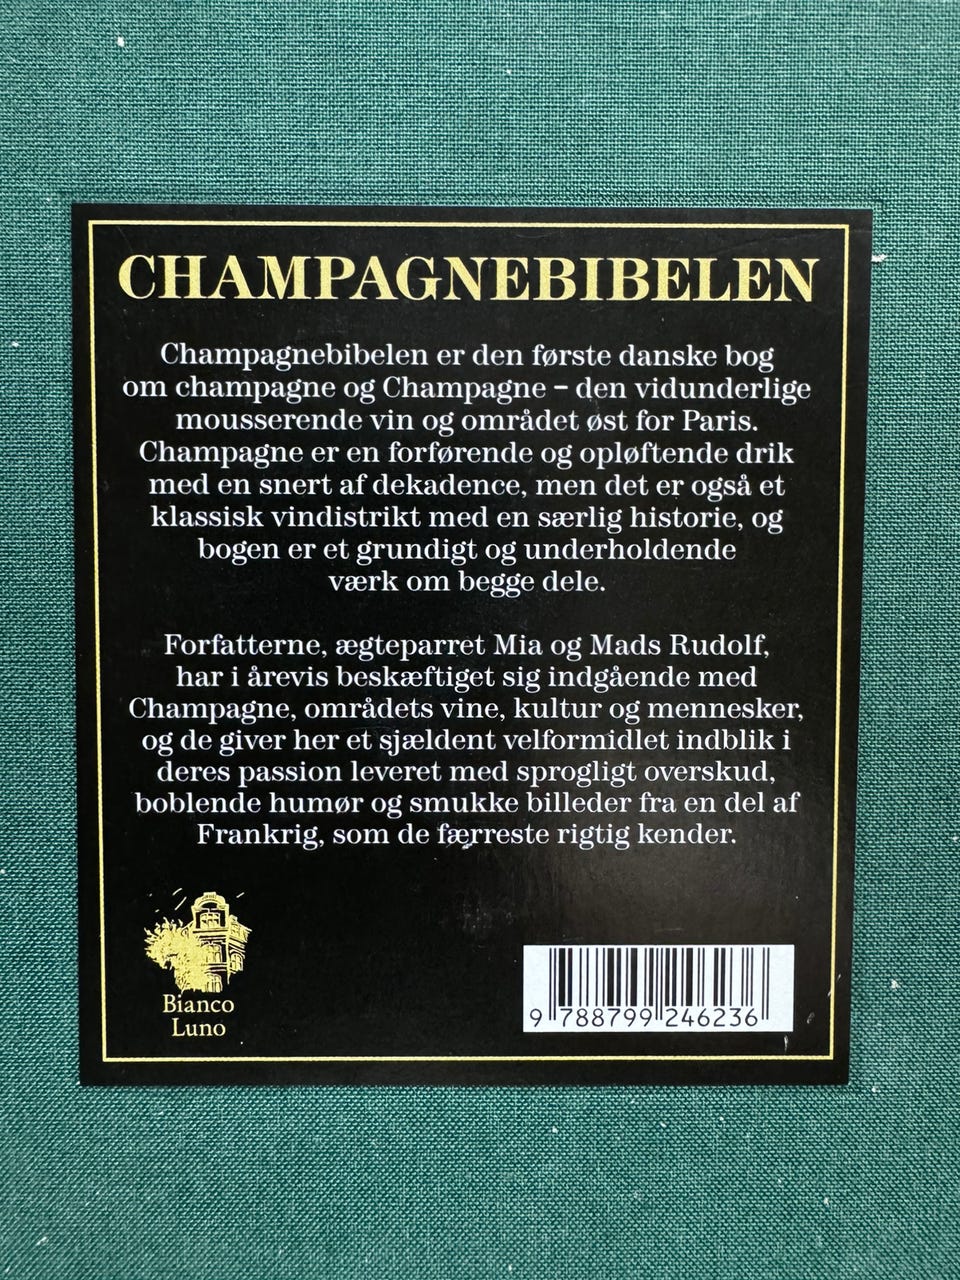 CHAMPAGNEBIBELEN
Champagnebibelen er den første danske bog
om champagne og Champagne – den vidunderlige
mousserende vin og området øst for Paris.
Champagne er en forførende og opløftende drik
med en snert af dekadence, men det er også et
klassisk vindistrikt med en særlig historie, og
bogen er et grundigt og underholdende
værk om begge dele.
Forfatterne, ægteparret Mia og Mads Rudolf,
har i årevis beskæftiget sig indgående med
Champagne, områdets vine, kultur og mennesker,
og de giver her et sjældent velformidlet indblik i
deres passion leveret med sprogligt overskud,
boblende humør og smukke billeder fra en del af
Frankrig, som de færreste rigtig kender.
Bianco
Luno
9 788799 246236